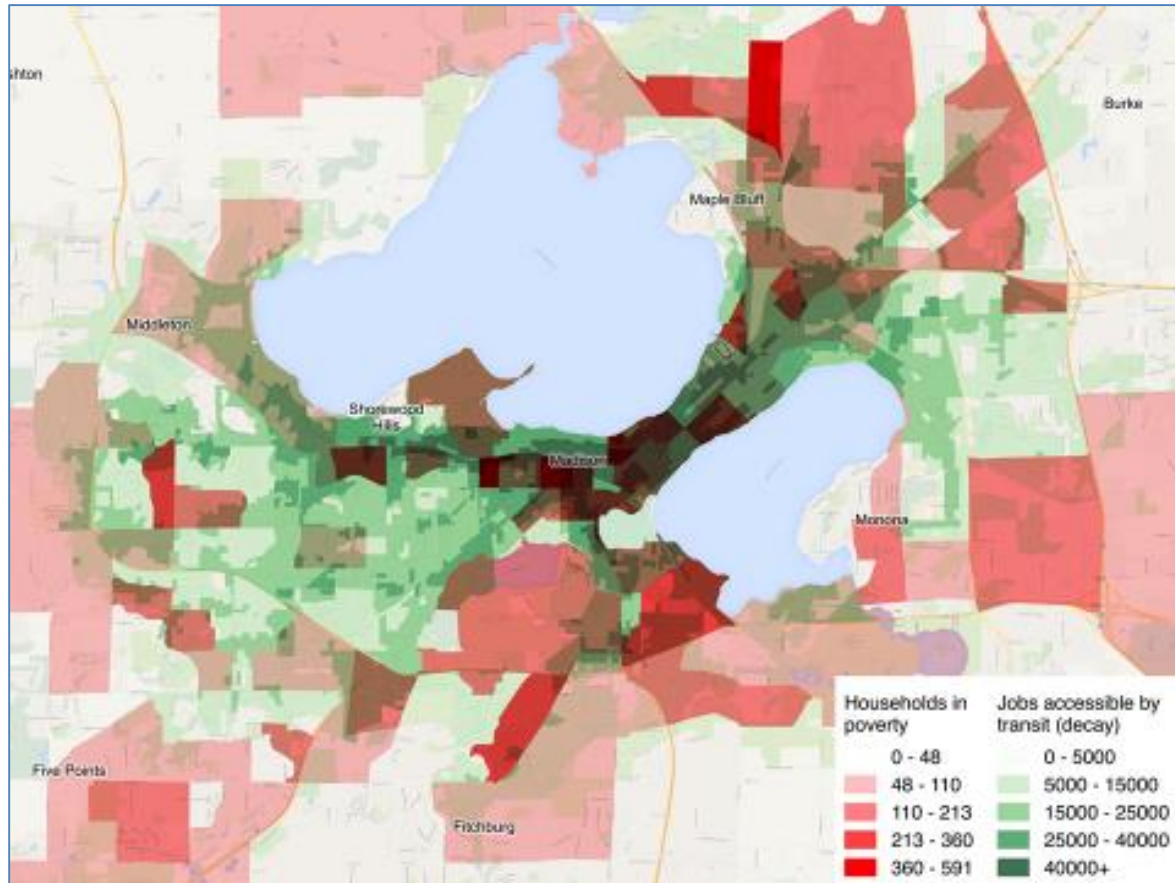 shton
Burke
Maple Bluff
Middleton
Shorewood
Hills
Madison
Monona
Five Points
Fitchburg
Households in
poverty
0 - 48
48 - 110
110 - 213
213 - 360
360 - 591
Jobs accessible by
transit (decay)
0 - 5000
5000 - 15000
15000 - 25000
25000 - 40000
40000+